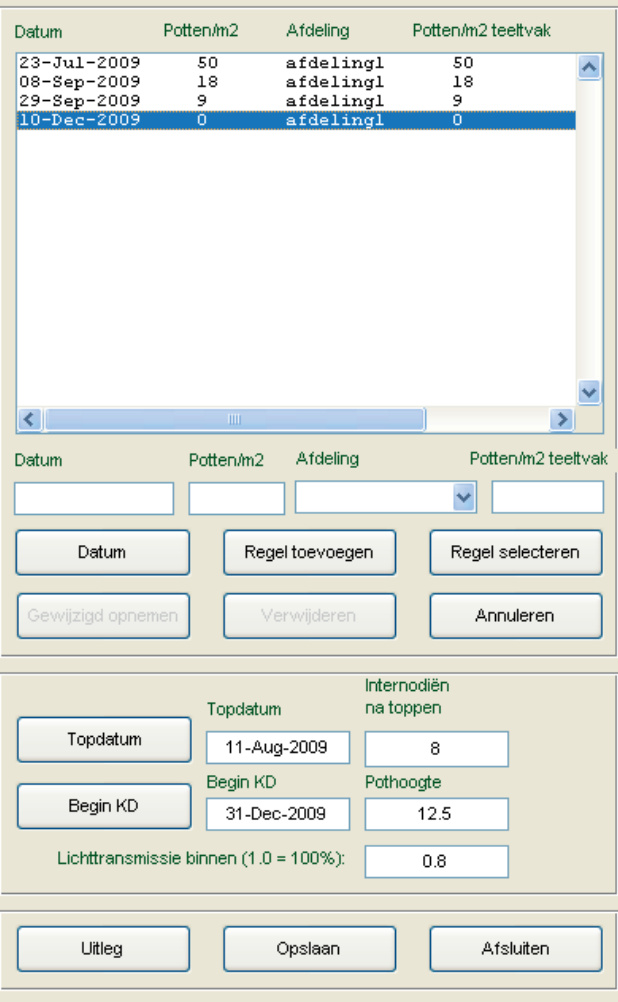 Datum Potten/m2 Afdeling Potten/m2 teeltvak
23-Jul-2009 50 afdeling1 50
08-Sep-2009 18 afdeling1 18
29-Sep-2009 9 afdeling1 9
10-Dec-2009 0 afdeling1 0
Datum Potten/m2 Afdeling Potten/m2 teeltvak
Datum Regel toevoegen Regel selecteren
Gewijzigd opnemen Verwijderen Annuleren
Internodiën
Topdatum na toppen
Topdatum 11-Aug-2009 8
Begin KD Pothoogte
Begin KD 31-Dec-2009 12.5
Lichttransmissie binnen (1.0 = 100%): 0.8
Uitleg Opslaan Afsluiten